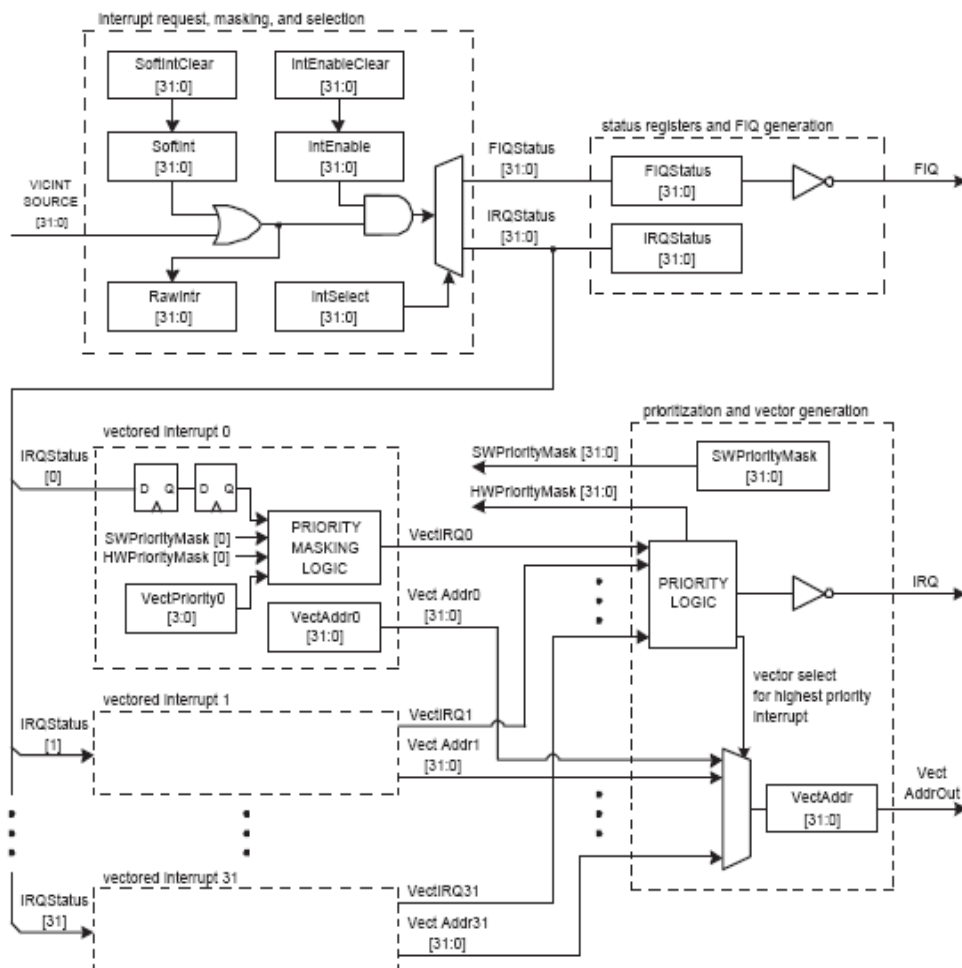 Interrupt request, masking, and selection
SoftIntClear
[31:0]
IntEnableClear
[31:0]
SoftInt
[31:0]
IntEnable
[31:0]
VICINT
SOURCE
[31:0]
RawIntr
[31:0]
IntSelect
[31:0]
FIQStatus
[31:0]
IRQStatus
[31:0]
status registers and FIQ generation
FIQStatus
[31:0]
IRQStatus
[31:0]
FIQ
vectored Interrupt 0
IRQStatus
[0]
D Q
D Q
SWPriorityMask [0]
HWPriorityMask [0]
VectPriority0
[3:0]
PRIORITY
MASKING
LOGIC
VectAddr0
[31:0]
VectIRQ0
Vect Addr0
[31:0]
prioritization and vector generation
SWPriorityMask [31:0]
SWPriorityMask
[31:0]
HWPriorityMask [31:0]
PRIORITY
LOGIC
IRQ
vector select
for highest priority
Interrupt
vectored Interrupt 1
IRQStatus
[1]
VectIRQ1
Vect Addr1
[31:0]
VectAddr
[31:0]
Vect
AddrOut
vectored Interrupt 31
IRQStatus
[31]
VectIRQ31
Vect Addr31
[31:0]